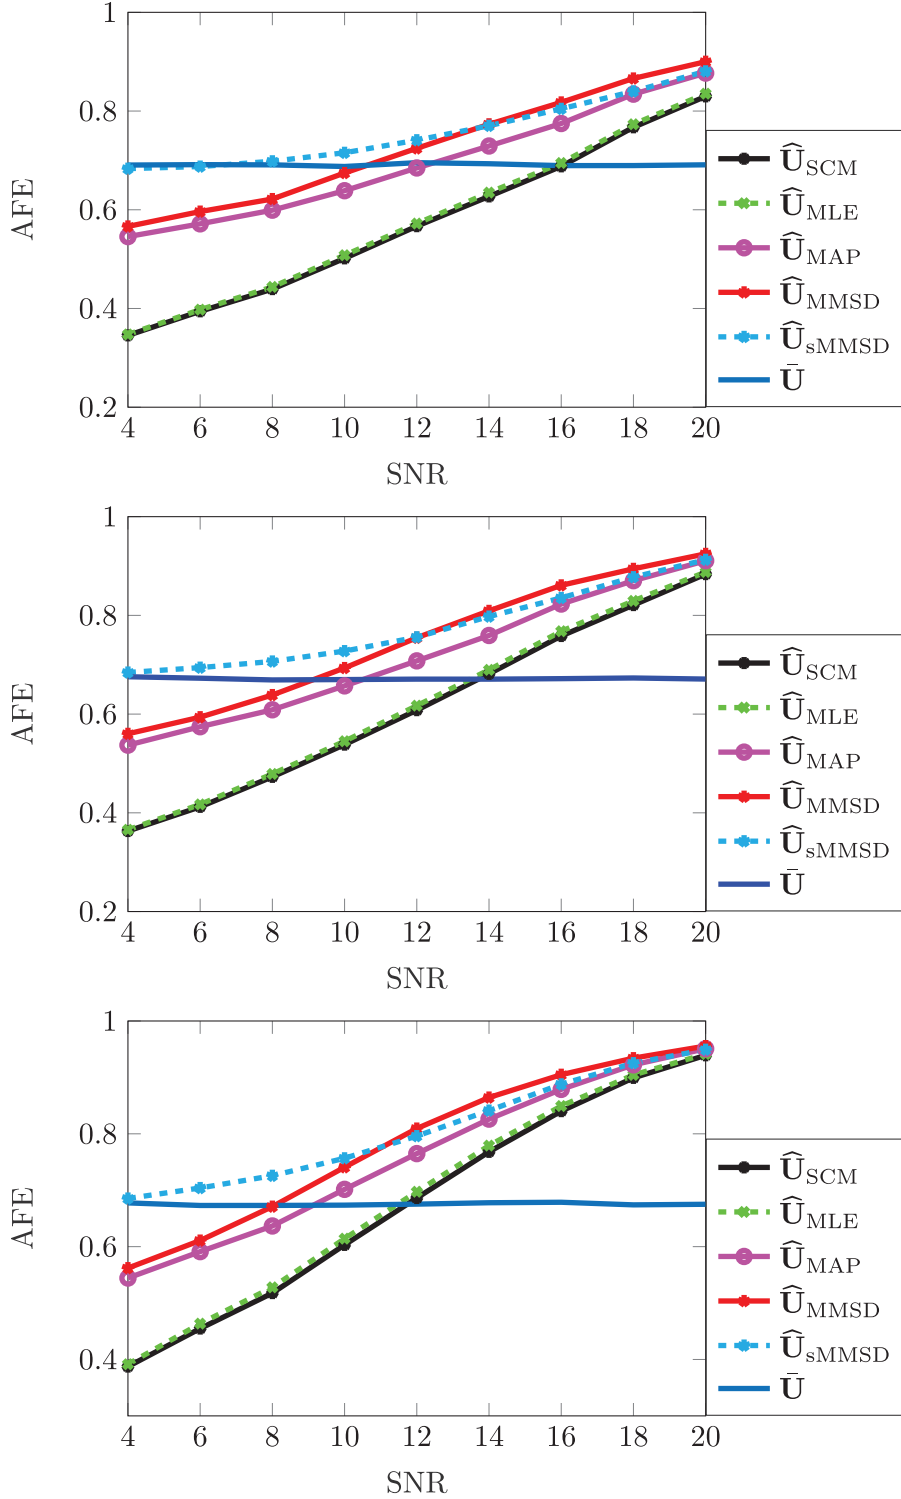 1
0.8
0.6
0.4
0.2
AFE
4 6 8 10 12 14 16 18 20
SNR
Û_SCM
Û_MLE
Û_MAP
Û_MMSD
Û_sMMSD
Ū
1
0.8
0.6
0.4
0.2
AFE
4 6 8 10 12 14 16 18 20
SNR
Û_SCM
Û_MLE
Û_MAP
Û_MMSD
Û_sMMSD
Ū
1
0.8
0.6
0.4
AFE
4 6 8 10 12 14 16 18 20
SNR
Û_SCM
Û_MLE
Û_MAP
Û_MMSD
Û_sMMSD
Ū